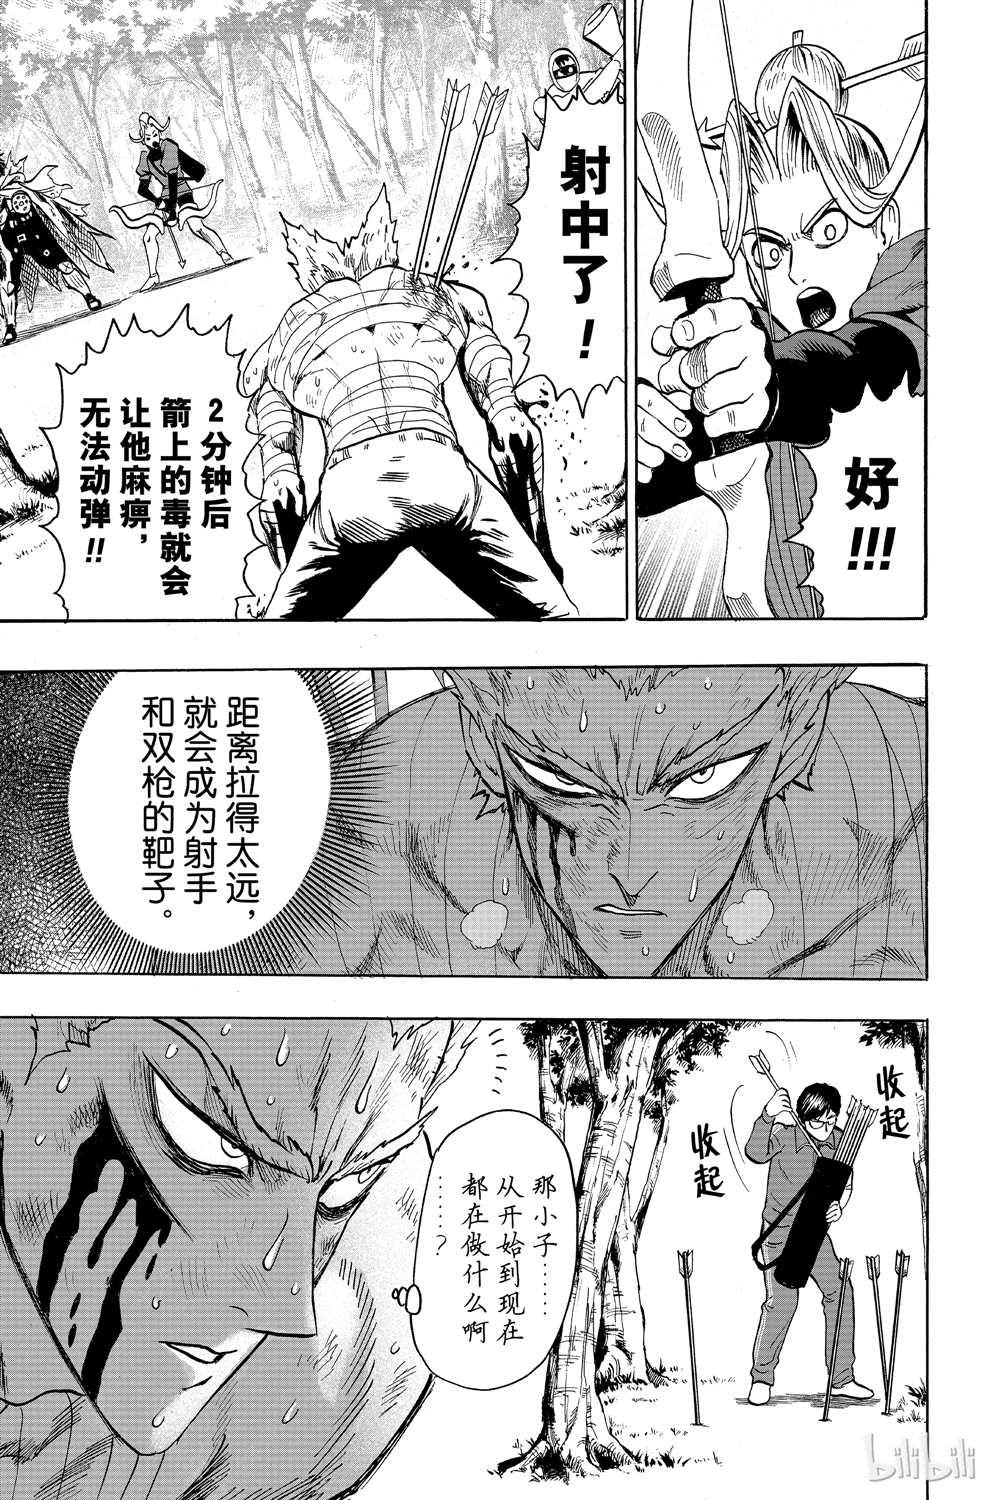 好!!!
射中了！
2分钟后
箭上的毒就会
让他麻痹，
无法动弹!!
距离拉得太远，
就会成为射手
和双枪的靶子。
收起
收起
那小子……
从开始到现在
都在做什么啊
……？
bilibili